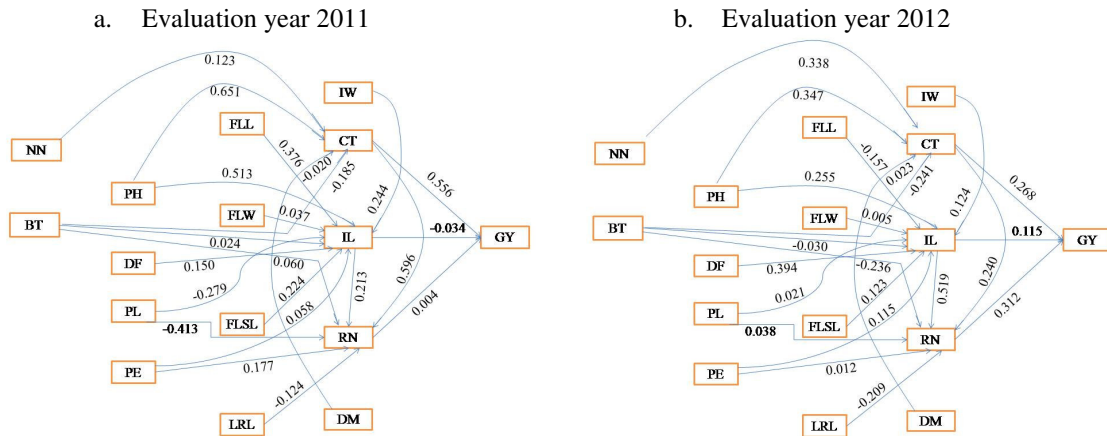 a. Evaluation year 2011
0.123
0.651
IW
FLL
CT
NN
0.376
-0.020
-0.185
0.513
0.244
0.556
PH
BT
FLW
0.037
IL
-0.034
GY
0.024
DF
0.150
0.060
0.213
0.596
-0.279
0.224
0.058
0.004
PL
-0.413
FLSL
RN
PE
0.177
-0.124
LRL
DM
b. Evaluation year 2012
0.338
0.347
IW
FLL
CT
NN
-0.157
0.023
-0.241
0.255
0.124
0.268
PH
BT
FLW
0.005
IL
0.115
GY
-0.030
DF
0.394
-0.236
0.519
0.240
0.021
0.123
0.115
0.312
PL
0.038
FLSL
RN
PE
0.012
-0.209
LRL
DM